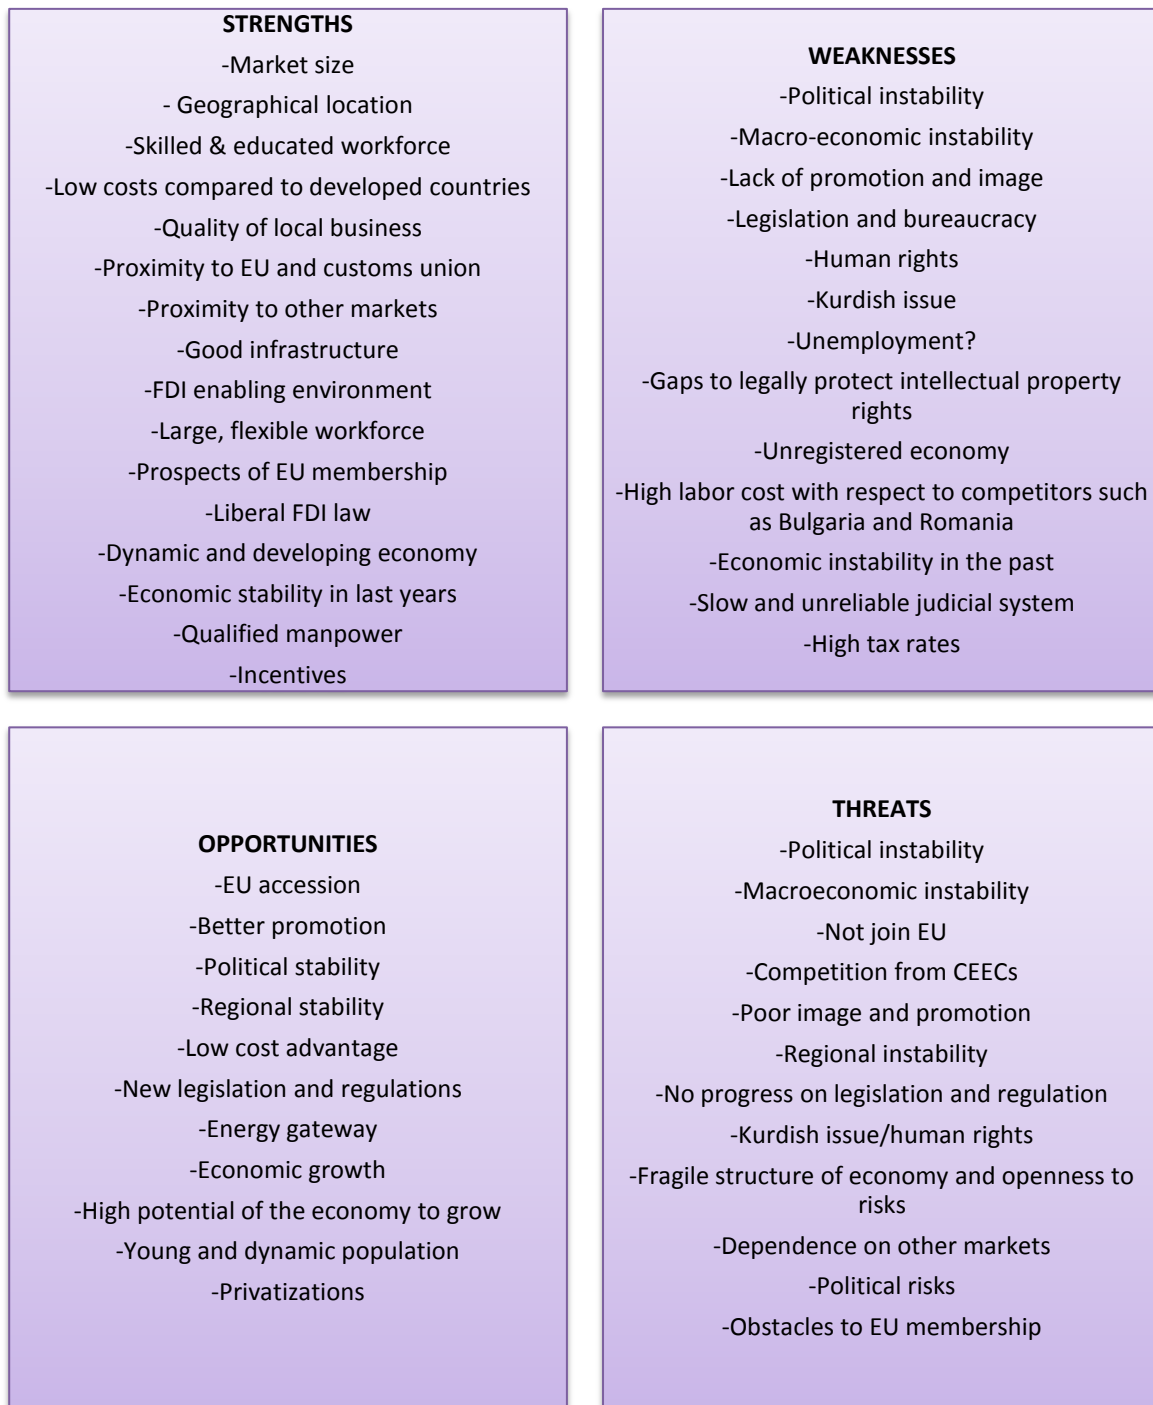 STRENGTHS
-Market size
- Geographical location
-Skilled & educated workforce
-Low costs compared to developed countries
-Quality of local business
-Proximity to EU and customs union
-Proximity to other markets
-Good infrastructure
-FDI enabling environment
-Large, flexible workforce
-Prospects of EU membership
-Liberal FDI law
-Dynamic and developing economy
-Economic stability in last years
-Qualified manpower
-Incentives
WEAKNESSES
-Political instability
-Macro-economic instability
-Lack of promotion and image
-Legislation and bureaucracy
-Human rights
-Kurdish issue
-Unemployment?
-Gaps to legally protect intellectual property
rights
-Unregistered economy
-High labor cost with respect to competitors such
as Bulgaria and Romania
-Economic instability in the past
-Slow and unreliable judicial system
-High tax rates
OPPORTUNITIES
-EU accession
-Better promotion
-Political stability
-Regional stability
-Low cost advantage
-New legislation and regulations
-Energy gateway
-Economic growth
-High potential of the economy to grow
-Young and dynamic population
-Privatizations
THREATS
-Political instability
-Macroeconomic instability
-Not join EU
-Competition from CEECs
-Poor image and promotion
-Regional instability
-No progress on legislation and regulation
-Kurdish issue/human rights
-Fragile structure of economy and openness to
risks
-Dependence on other markets
-Political risks
-Obstacles to EU membership